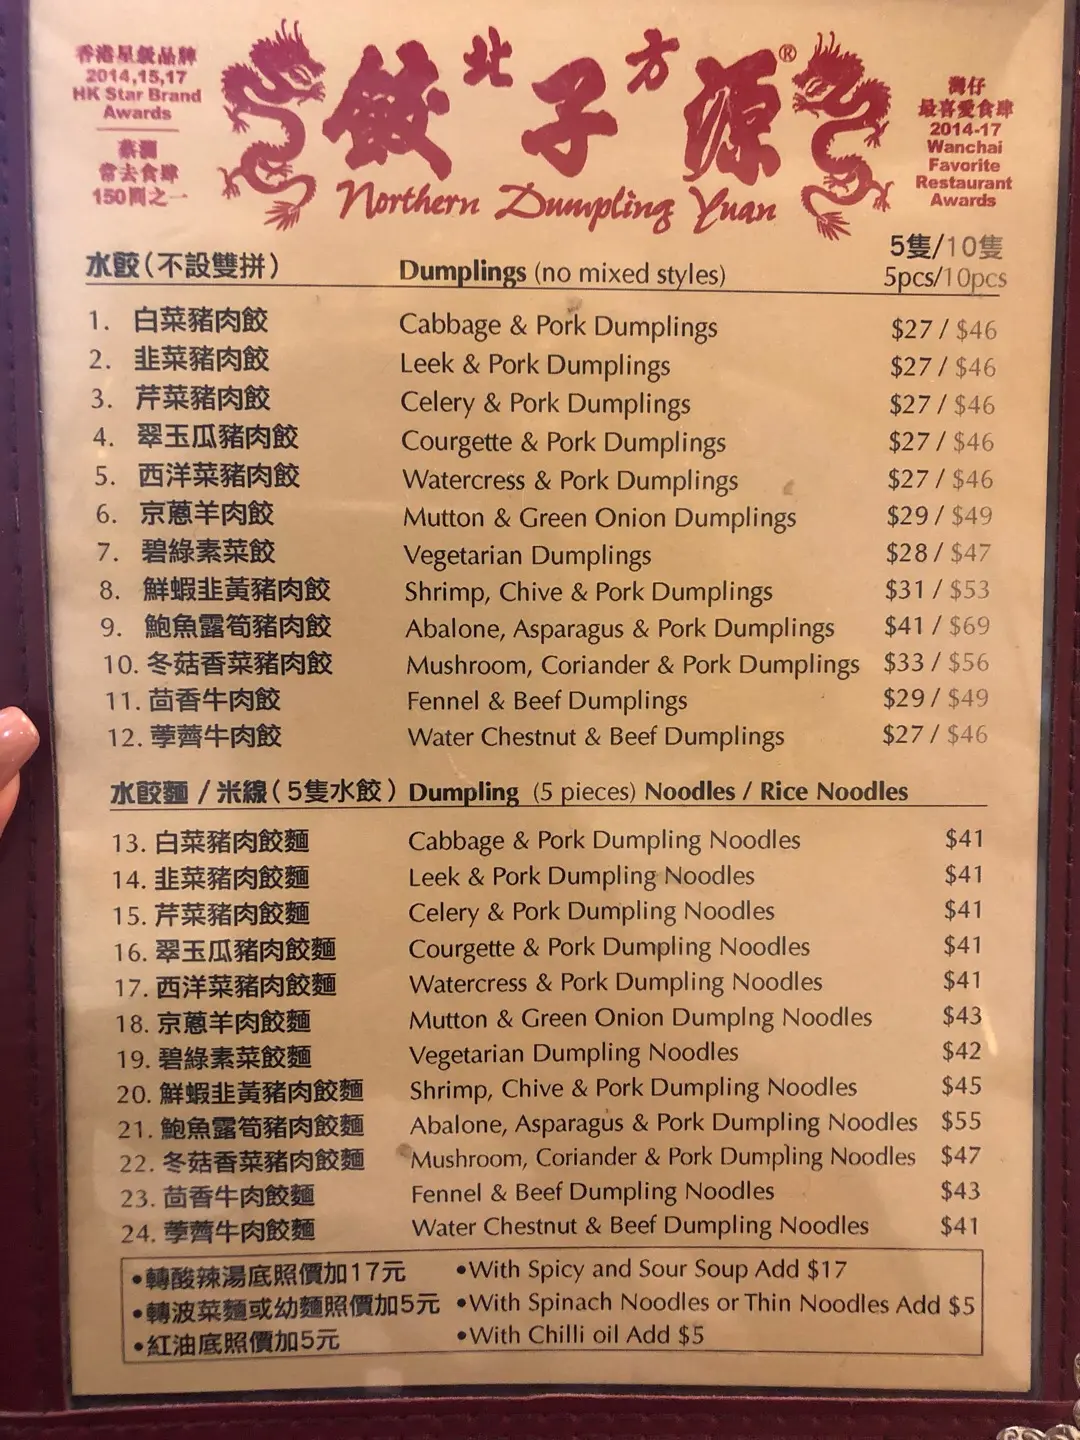 香港星級品牌
2014,15,17
HK Star Brand
Awards
蔡瀾
常去食肆
150間之一
北方
餃子源®
Northern Dumpling Yuan
灣仔
最喜愛食肆
2014-17
Wanchai
Favorite
Restaurant
Awards
5隻/10隻
水餃(不設雙拼) Dumplings (no mixed styles) 5pcs/10pcs
1. 白菜豬肉餃 Cabbage & Pork Dumplings $27 / $46
2. 韭菜豬肉餃 Leek & Pork Dumplings $27 / $46
3. 芹菜豬肉餃 Celery & Pork Dumplings $27 / $46
4. 翠玉瓜豬肉餃 Courgette & Pork Dumplings $27 / $46
5. 西洋菜豬肉餃 Watercress & Pork Dumplings $27 / $46
6. 京蔥羊肉餃 Mutton & Green Onion Dumplings $29 / $49
7. 碧綠素菜餃 Vegetarian Dumplings $28 / $47
8. 鮮蝦韭黃豬肉餃 Shrimp, Chive & Pork Dumplings $31 / $53
9. 鮑魚露筍豬肉餃 Abalone, Asparagus & Pork Dumplings $41 / $69
10. 冬菇香菜豬肉餃 Mushroom, Coriander & Pork Dumplings $33 / $56
11. 茴香牛肉餃 Fennel & Beef Dumplings $29 / $49
12. 荸薺牛肉餃 Water Chestnut & Beef Dumplings $27 / $46
水餃麵 / 米線(5隻水餃) Dumpling (5 pieces) Noodles / Rice Noodles
13. 白菜豬肉餃麵 Cabbage & Pork Dumpling Noodles $41
14. 韭菜豬肉餃麵 Leek & Pork Dumpling Noodles $41
15. 芹菜豬肉餃麵 Celery & Pork Dumpling Noodles $41
16. 翠玉瓜豬肉餃麵 Courgette & Pork Dumpling Noodles $41
17. 西洋菜豬肉餃麵 Watercress & Pork Dumpling Noodles $41
18. 京蔥羊肉餃麵 Mutton & Green Onion Dumplng Noodles $43
19. 碧綠素菜餃麵 Vegetarian Dumpling Noodles $42
20. 鮮蝦韭黃豬肉餃麵 Shrimp, Chive & Pork Dumpling Noodles $45
21. 鮑魚露筍豬肉餃麵 Abalone, Asparagus & Pork Dumpling Noodles $55
22. 冬菇香菜豬肉餃麵 Mushroom, Coriander & Pork Dumpling Noodles $47
23. 茴香牛肉餃麵 Fennel & Beef Dumpling Noodles $43
24. 荸薺牛肉餃麵 Water Chestnut & Beef Dumpling Noodles $41
•轉酸辣湯底照價加17元 •With Spicy and Sour Soup Add $17
•轉菠菜麵或幼麵照價加5元 •With Spinach Noodles or Thin Noodles Add $5
•紅油底照價加5元 •With Chilli oil Add $5